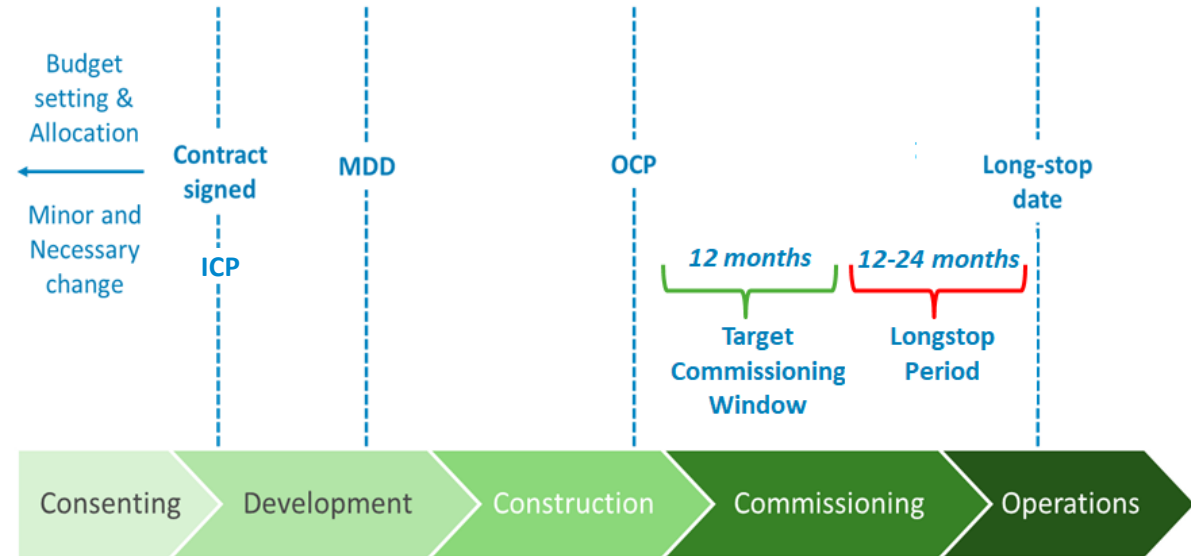 Budget
setting &
Allocation
Minor and
Necessary
change
Contract
signed
ICP
MDD
OCP
Long-stop
date
12 months
12-24 months
Target
Commissioning
Window
Longstop
Period
Consenting
Development
Construction
Commissioning
Operations